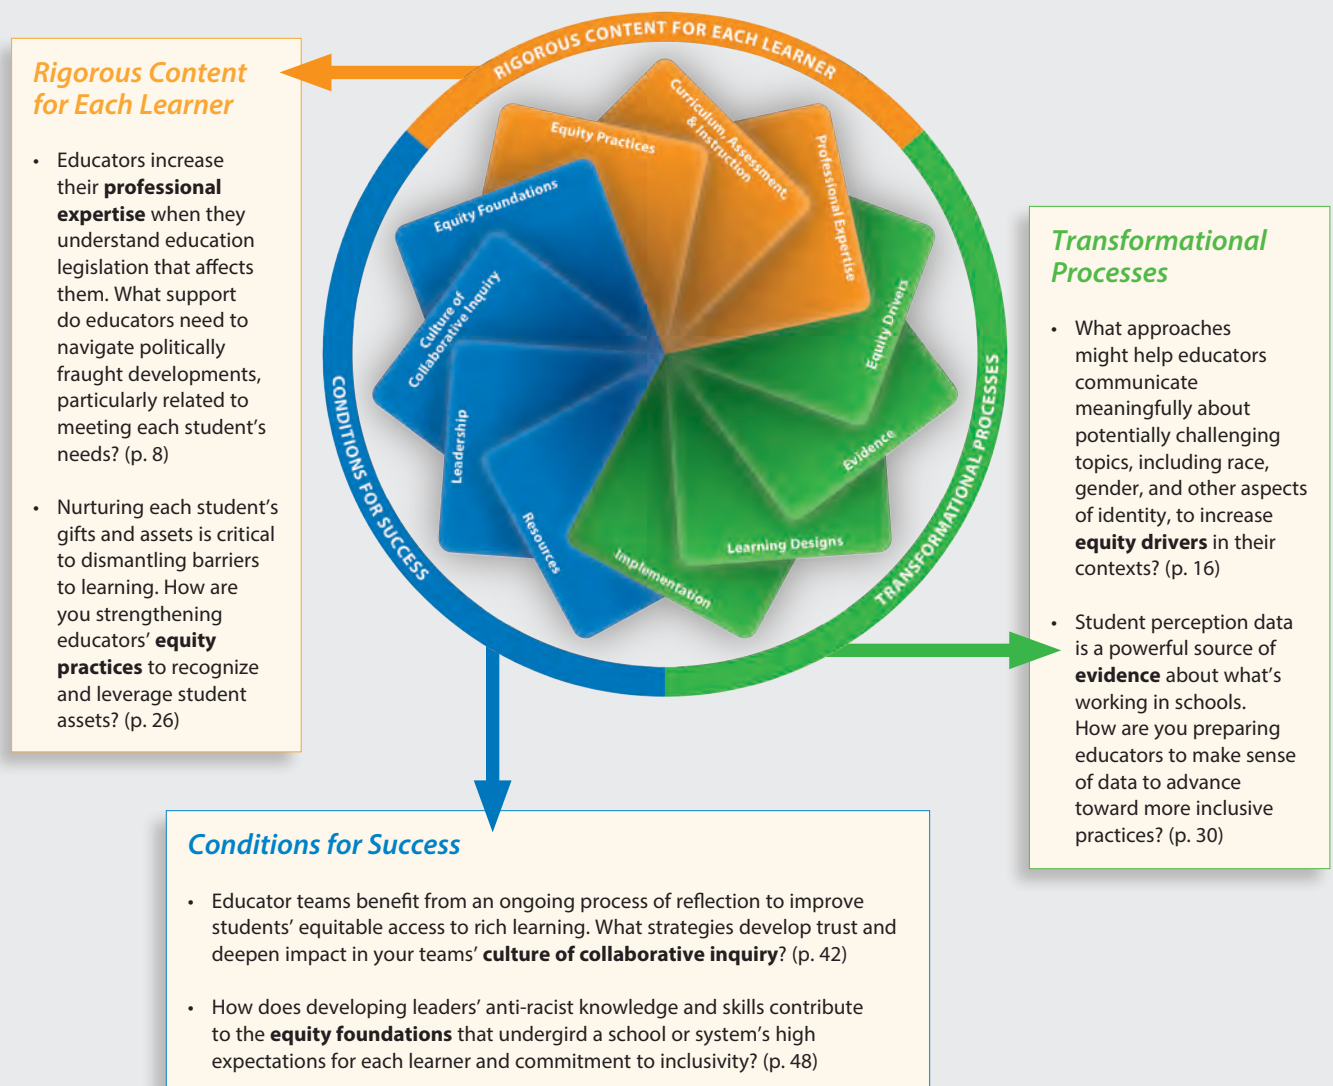 RIGOROUS CONTENT FOR EACH LEARNER
Equity Practices
Curriculum, Assessment,
& Instruction
Professional Expertise
Equity Drivers
Evidence
Learning Designs
Implementation
TRANSFORMATIONAL PROCESSES
Equity Foundations
Culture of
Collaborative Inquiry
Leadership
Resources
CONDITIONS FOR SUCCESS
Rigorous Content
for Each Learner
• Educators increase
their professional
expertise when they
understand education
legislation that affects
them. What support
do educators need to
navigate politically
fraught developments,
particularly related to
meeting each student’s
needs? (p. 8)
• Nurturing each student’s
gifts and assets is critical
to dismantling barriers
to learning. How are
you strengthening
educators’ equity
practices to recognize
and leverage student
assets? (p. 26)
Transformational
Processes
• What approaches
might help educators
communicate
meaningfully about
potentially challenging
topics, including race,
gender, and other aspects
of identity, to increase
equity drivers in their
contexts? (p. 16)
• Student perception data
is a powerful source of
evidence about what’s
working in schools.
How are you preparing
educators to make sense
of data to advance
toward more inclusive
practices? (p. 30)
Conditions for Success
• Educator teams benefit from an ongoing process of reflection to improve
students’ equitable access to rich learning. What strategies develop trust and
deepen impact in your teams’ culture of collaborative inquiry? (p. 42)
• How does developing leaders’ anti-racist knowledge and skills contribute
to the equity foundations that undergird a school or system’s high
expectations for each learner and commitment to inclusivity? (p. 48)